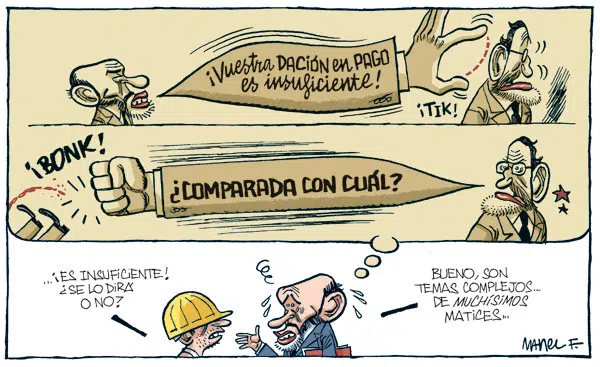 ¡VUESTRA DACIÓN EN PAGO
ES INSUFICIENTE!
¡TIK!
¡BONK!
¿COMPARADA CON CUÁL?
...¡ES INSUFICIENTE!
¿SE LO DIRÁ
O NO?
BUENO, SON
TEMAS COMPLEJOS...
DE MUCHÍSIMOS
MATICES...
MANEL F.